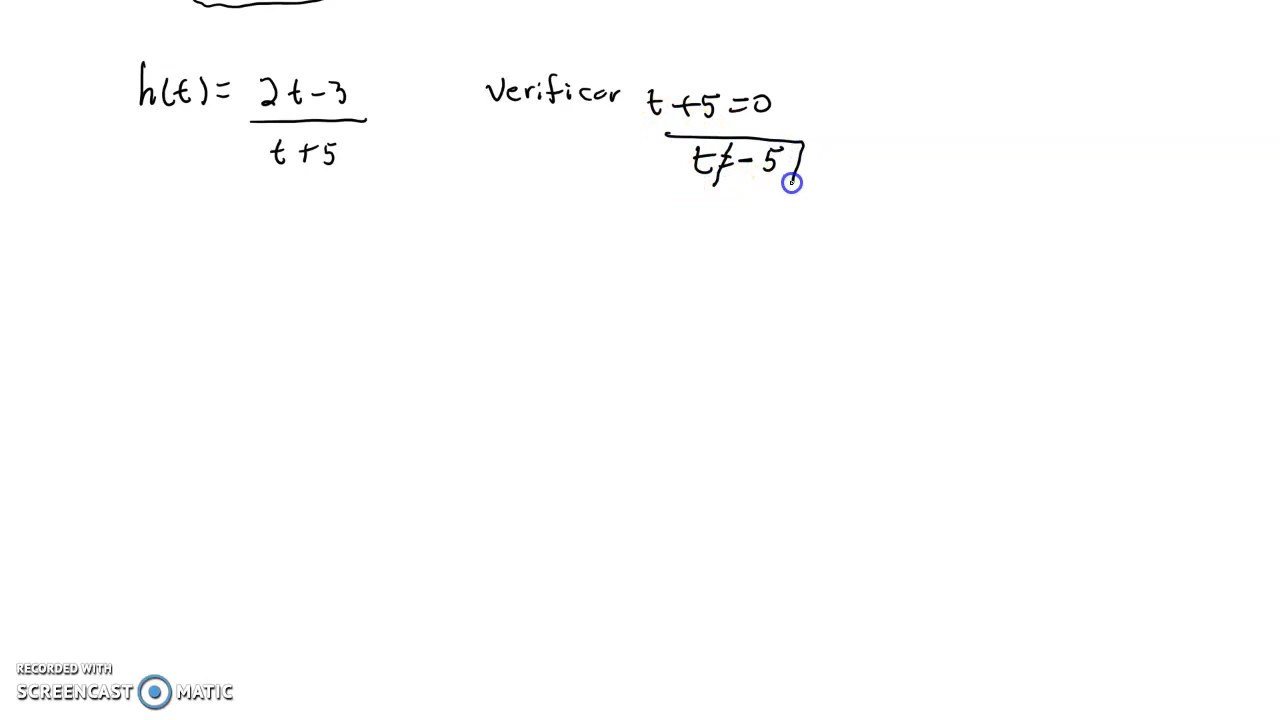 h(t) = 2t-3
t+5
Verificar t+5=0
t≠-5
RECORDED WITH
SCREENCAST MATIC